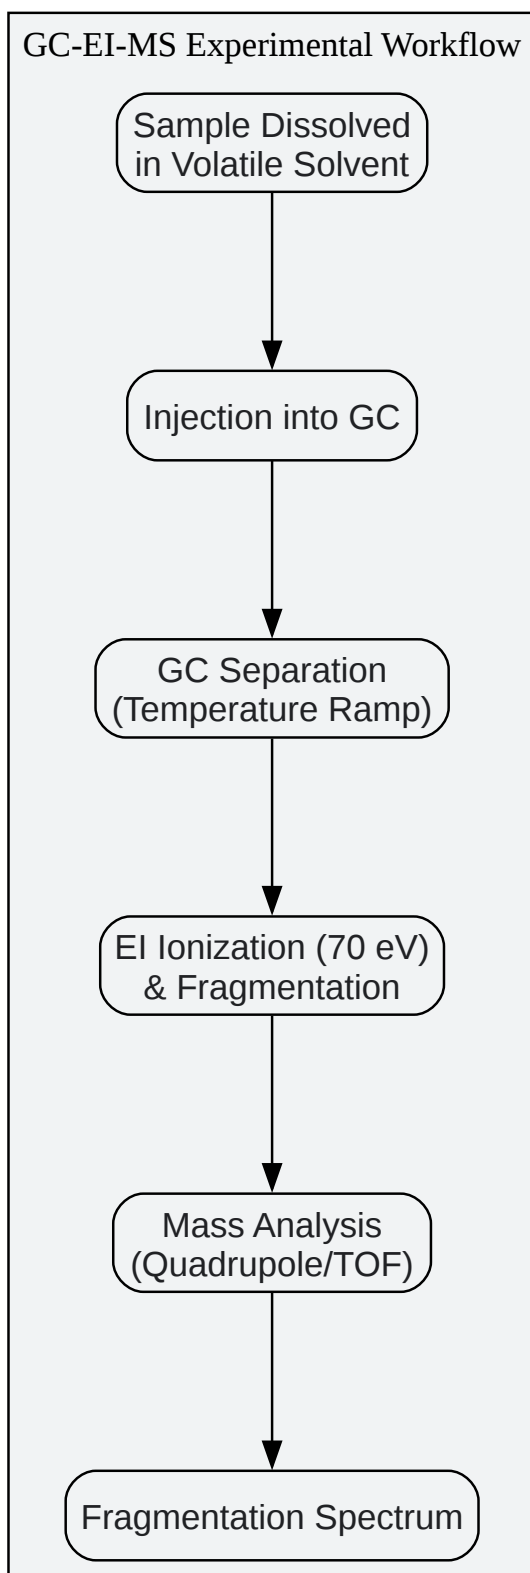 GC-EI-MS Experimental Workflow
Sample Dissolved
in Volatile Solvent
Injection into GC
GC Separation
(Temperature Ramp)
EI Ionization (70 eV)
& Fragmentation
Mass Analysis
(Quadrupole/TOF)
Fragmentation Spectrum